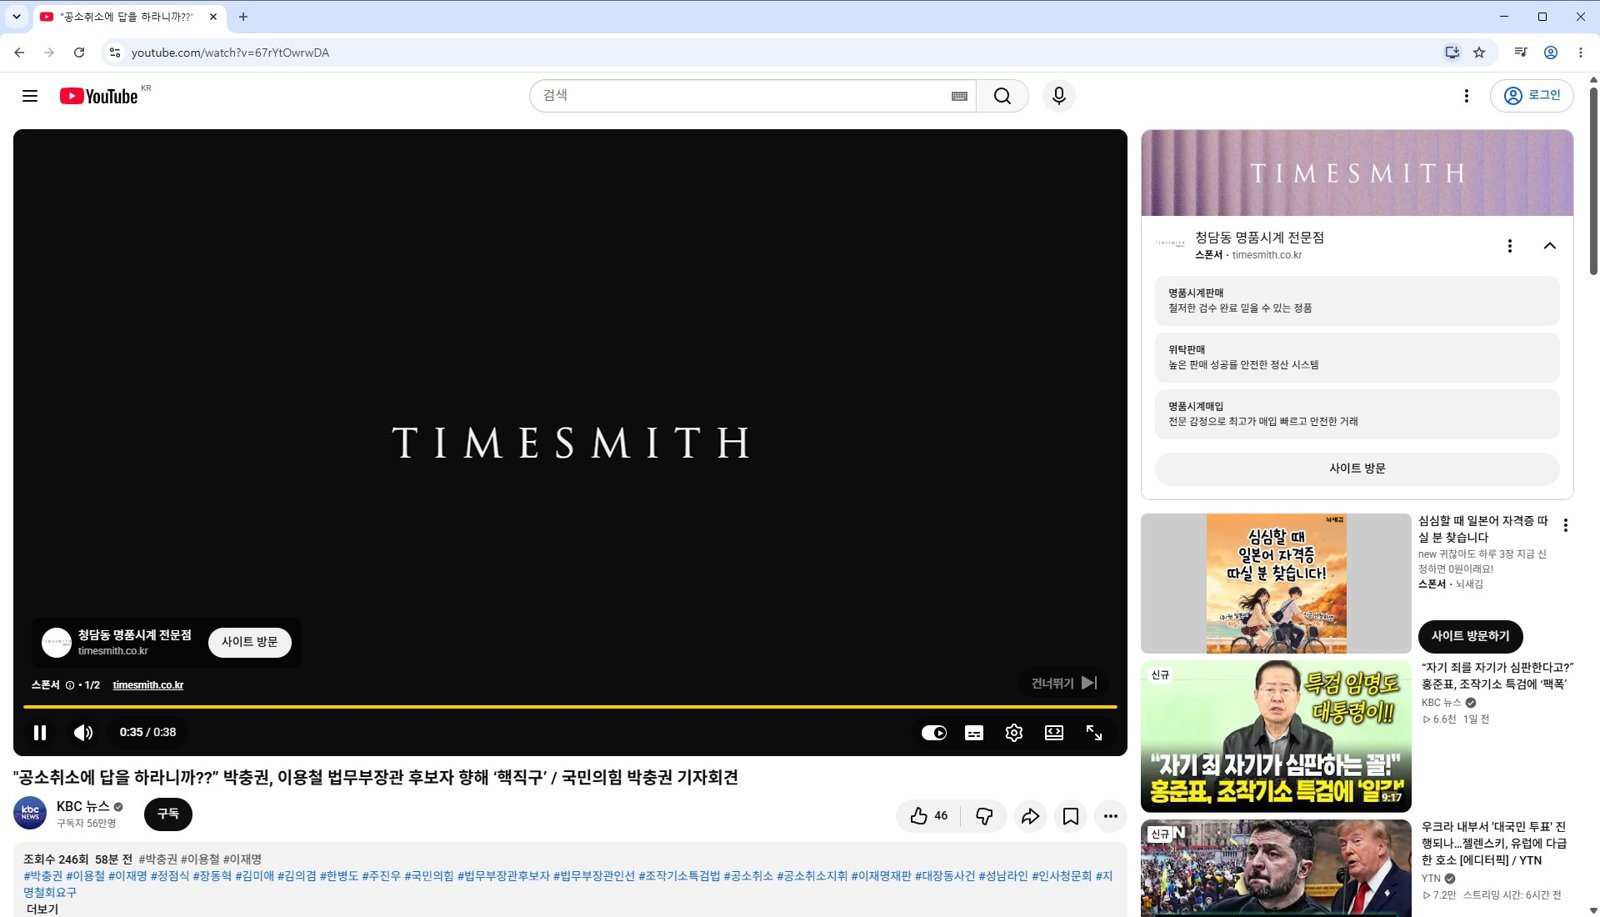 "공소취소에 답을 하라니까??"
youtube.com/watch?v=67rYtOwrwDA
YouTube KR
검색
로그인
TIMESMITH
청담동 명품시계 전문점
timesmith.co.kr
사이트 방문
스폰서 • 1/2 timesmith.co.kr
건너뛰기
0:35 / 0:38
"공소취소에 답을 하라니까??” 박충권, 이용철 법무부장관 후보자 향해 ‘핵직구’ / 국민의힘 박충권 기자회견
kbc NEWS
KBC 뉴스
구독자 56만명
구독
46
조회수 246회 58분 전 #박충권 #이용철 #이재명
#박충권 #이용철 #이재명 #정점식 #장동혁 #김미애 #김의겸 #한병도 #주진우 #국민의힘 #법무부장관후보자 #법무부장관인선 #조작기소특검법 #공소취소 #공소취소지휘 #이재명재판 #대장동사건 #성남라인 #인사청문회 #지
명철회요구
더보기
TIMESMITH
청담동 명품시계 전문점
스폰서 · timesmith.co.kr
명품시계판매
철저한 검수 완료 믿을 수 있는 정품
위탁판매
높은 판매 성공률 안전한 정산 시스템
명품시계매입
전문 감정으로 최고가 매입 빠르고 안전한 거래
사이트 방문
뇌새김
심심할 때
일본어 자격증
따실 분 찾습니다!
심심할 때 일본어 자격증 따
실 분 찾습니다
new 귀찮아도 하루 3장 지금 신
청하면 0원이래요!
스폰서 · 뇌새김
사이트 방문하기
신규
특검 임명도
대통령이!!
“자기 죄 자기가 심판하는 꼴!”
홍준표, 조작기소 특검에 ‘일갈’
9:17
“자기 죄를 자기가 심판한다고?”
홍준표, 조작기소 특검에 ‘팩폭’
KBC 뉴스
6.6천 1일 전
신규
우크라 내부서 '대국민 투표' 진
행되나...젤렌스키, 유럽에 다급
한 호소 [에디터픽] / YTN
YTN
7.2만 스트리밍 시간: 6시간 전